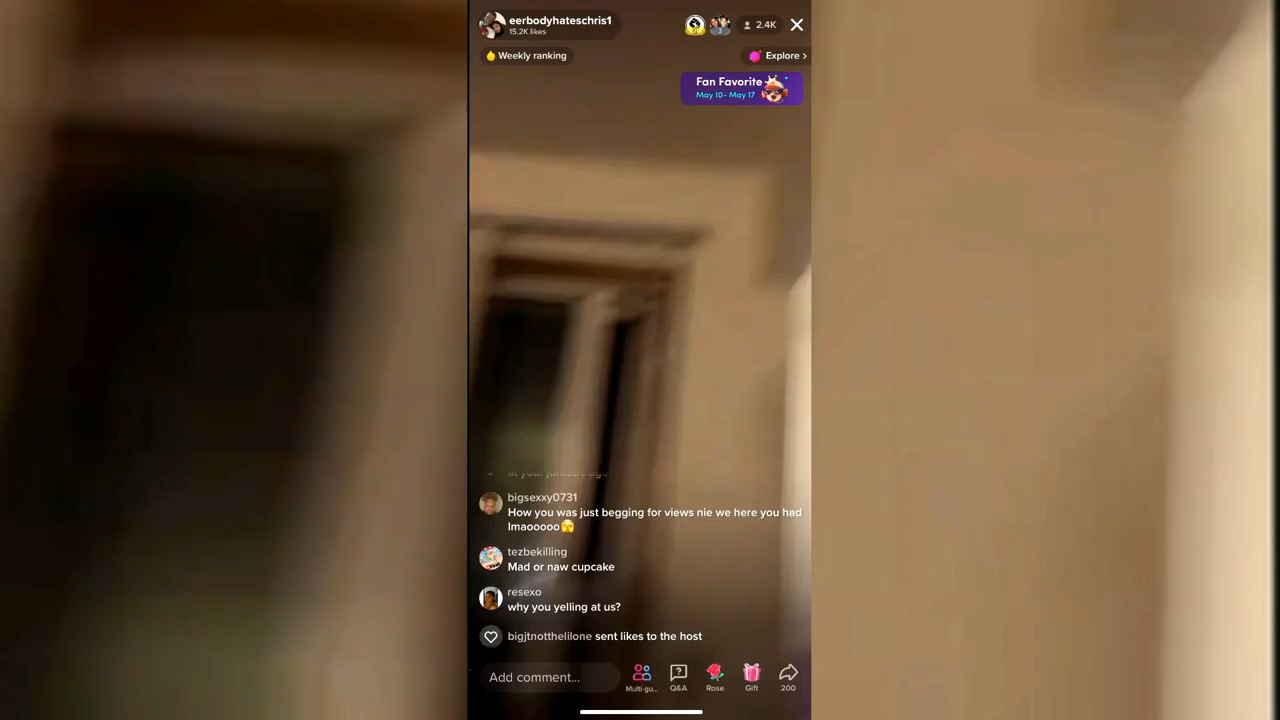 eerbodyhateschris1
15.2K likes
2.4K
Weekly ranking
Explore >
Fan Favorite
May 10- May 17
bigsexxy0731
How you was just begging for views nie we here you had
lmaooooo🫣
tezbekilling
Mad or naw cupcake
resexo
why you yelling at us?
bigjtnotthelilone sent likes to the host
Add comment...
Multi-gu...
Q&A
Rose
Gift
200